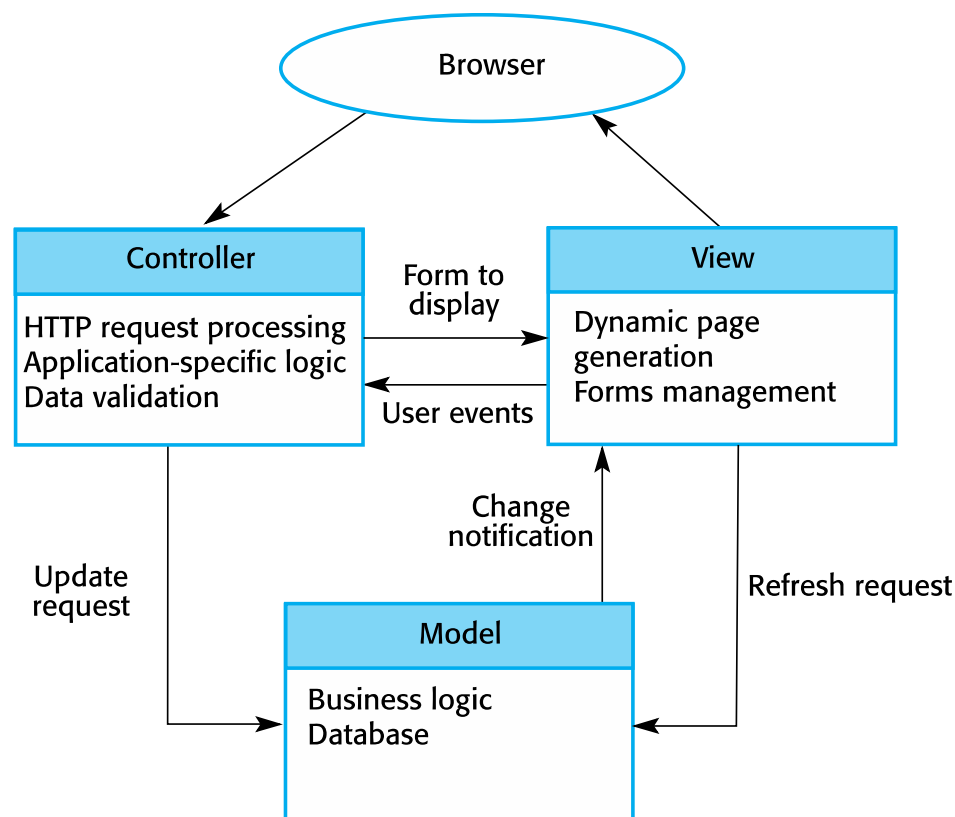 Browser
Controller
HTTP request processing
Application-specific logic
Data validation
Form to
display
User events
View
Dynamic page
generation
Forms management
Update
request
Change
notification
Refresh request
Model
Business logic
Database